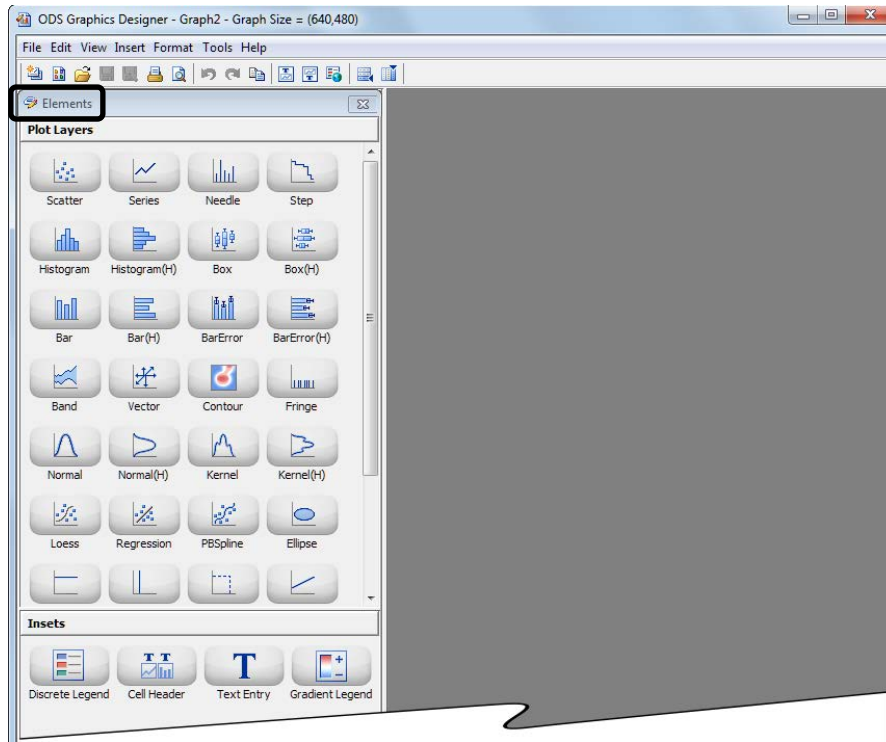 ODS Graphics Designer - Graph2 - Graph Size = (640,480)
File Edit View Insert Format Tools Help
Elements
Plot Layers
Scatter Series Needle Step
Histogram Histogram(H) Box Box(H)
Bar Bar(H) BarError BarError(H)
Band Vector Contour Fringe
Normal Normal(H) Kernel Kernel(H)
Loess Regression PBSpline Ellipse
Insets
Discrete Legend Cell Header Text Entry Gradient Legend